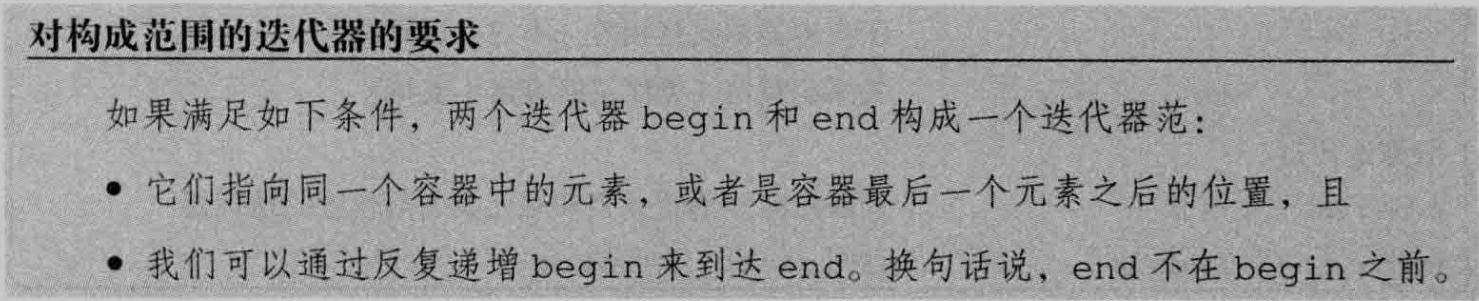 对构成范围的迭代器的要求
如果满足如下条件，两个迭代器 begin 和 end 构成一个迭代器范：
● 它们指向同一个容器中的元素，或者是容器最后一个元素之后的位置，且
● 我们可以通过反复递增 begin 来到达 end。换句话说，end 不在 begin 之前。